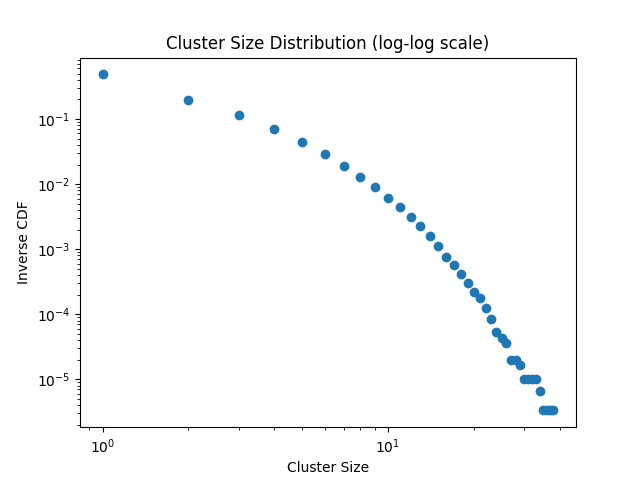 Cluster Size Distribution (log-log scale)
Inverse CDF
10⁻¹
10⁻²
10⁻³
10⁻⁴
10⁻⁵
10⁰
10¹
Cluster Size